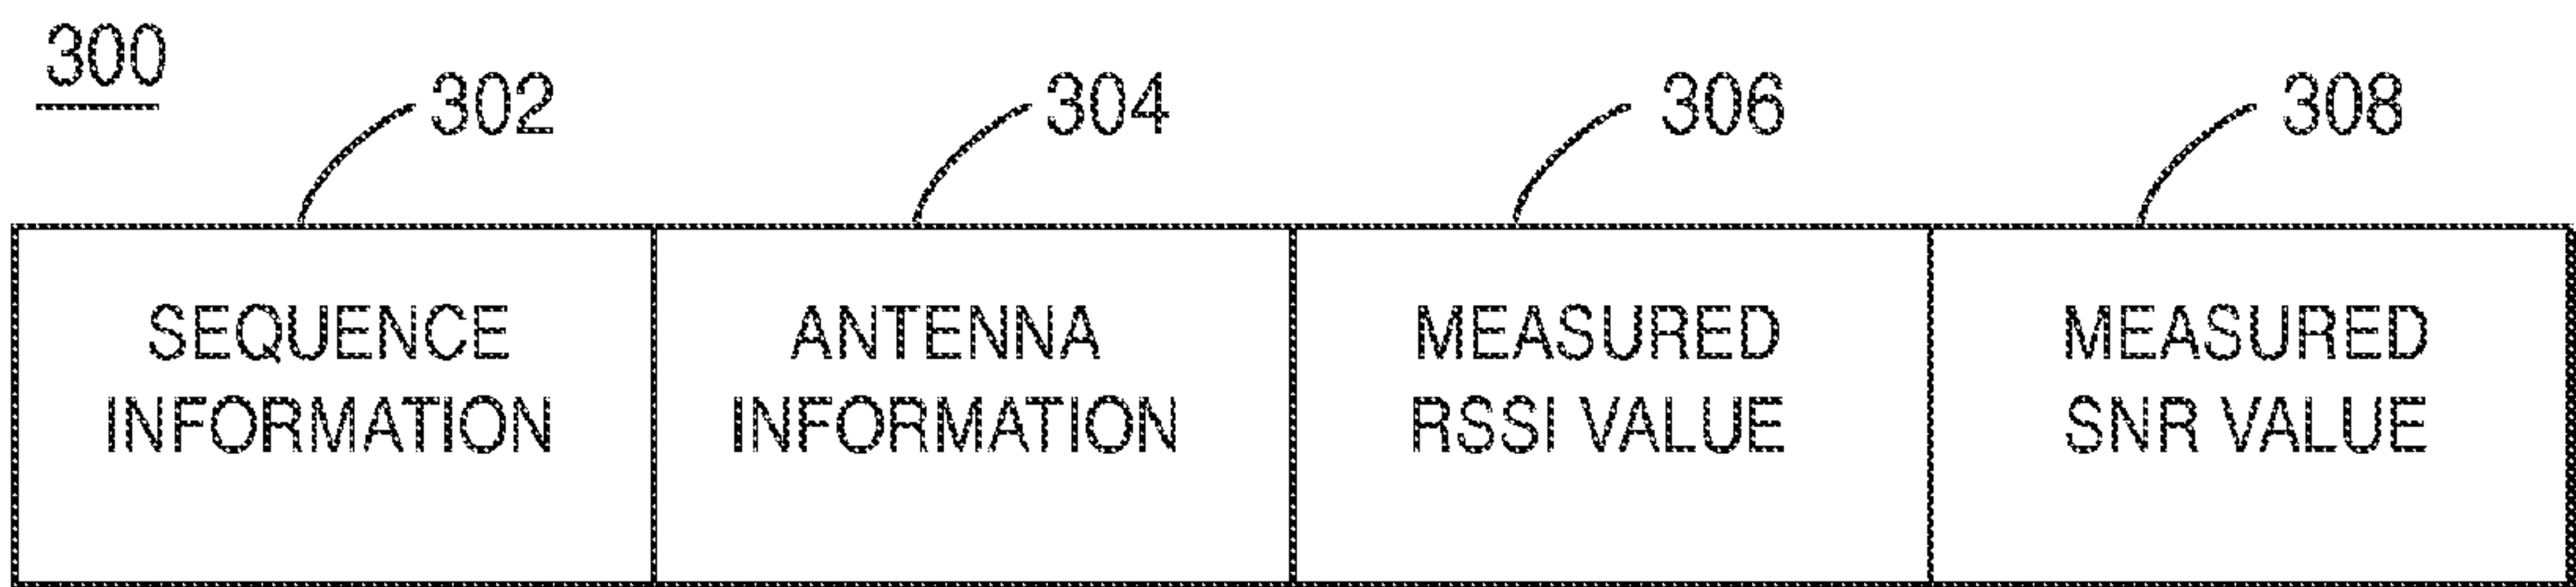 300
302
304
306
308
SEQUENCE
INFORMATION
ANTENNA
INFORMATION
MEASURED
RSSI VALUE
MEASURED
SNR VALUE